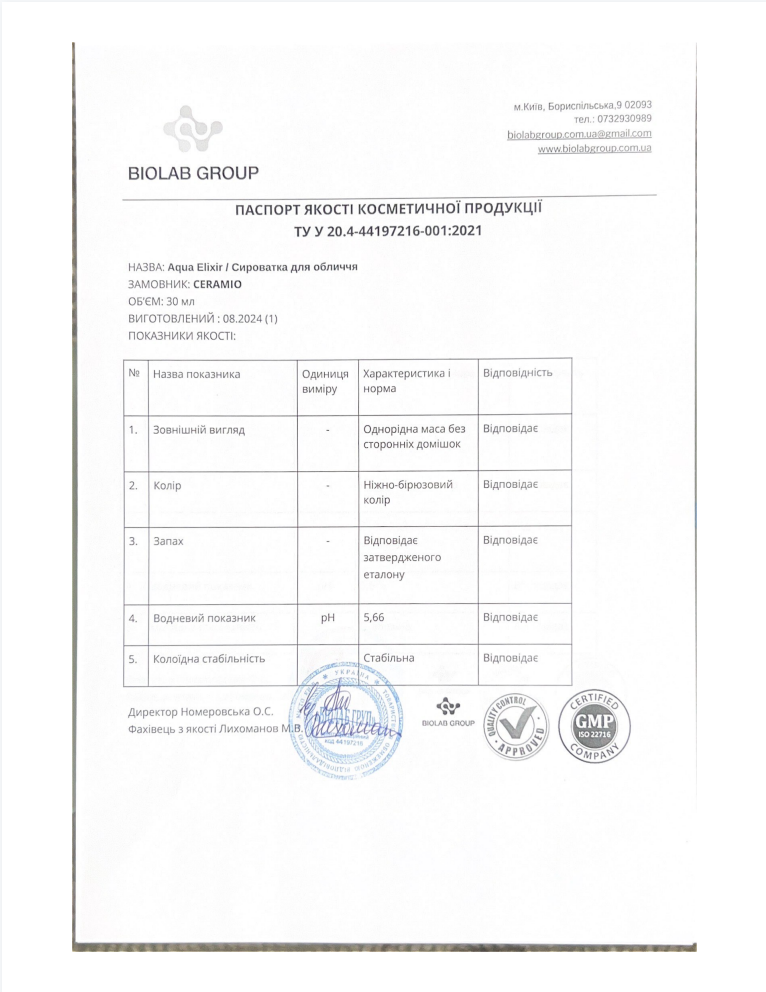 м.Київ, Бориспільська,9 02093
тел.: 0732930989
biolabgroup.com.ua@gmail.com
www.biolabgroup.com.ua
BIOLAB GROUP
ПАСПОРТ ЯКОСТІ КОСМЕТИЧНОЇ ПРОДУКЦІЇ
ТУ У 20.4-44197216-001:2021
НАЗВА: Aqua Elixir / Сироватка для обличчя
ЗАМОВНИК: CERAMIO
ОБ'ЄМ: 30 мл
ВИГОТОВЛЕНИЙ : 08.2024 (1)
ПОКАЗНИКИ ЯКОСТІ:
№ Назва показника Одиниця виміру Характеристика і норма Відповідність
1. Зовнішній вигляд - Однорідна маса без сторонніх домішок Відповідає
2. Колір - Ніжно-бірюзовий колір Відповідає
3. Запах - Відповідає затвердженого еталону Відповідає
4. Водневий показник pH 5,66 Відповідає
5. Колоїдна стабільність Стабільна Відповідає
Директор Номеровська О.С.
Фахівець з якості Лихоманов М.В.
УКРАЇНА
КОД 44197216
BIOLAB GROUP
QUALITY CONTROL
APPROVED
CERTIFIED
GMP
ISO 22716
COMPANY